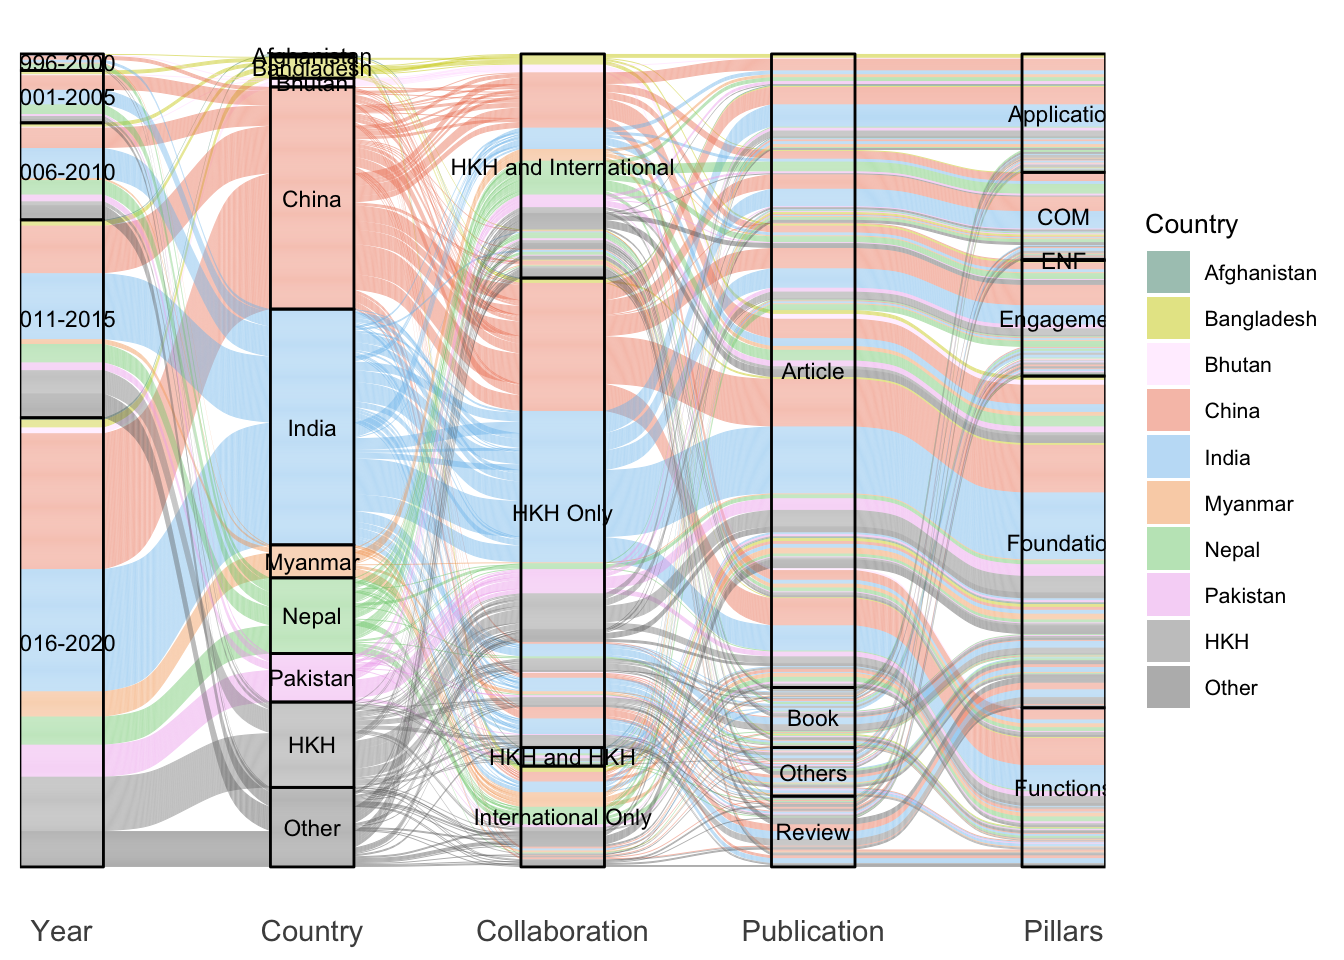 996-2000
001-2005
006-2010
011-2015
016-2020
Afghanistan
Bangladesh
Bhutan
China
India
Myanmar
Nepal
Pakistan
HKH
Other
HKH and International
HKH Only
HKH and HKH
International Only
Article
Book
Others
Review
Applicatio
COM
ENF
Engageme
Foundatio
Functions
Year
Country
Collaboration
Publication
Pillars
Country
Afghanistan
Bangladesh
Bhutan
China
India
Myanmar
Nepal
Pakistan
HKH
Other